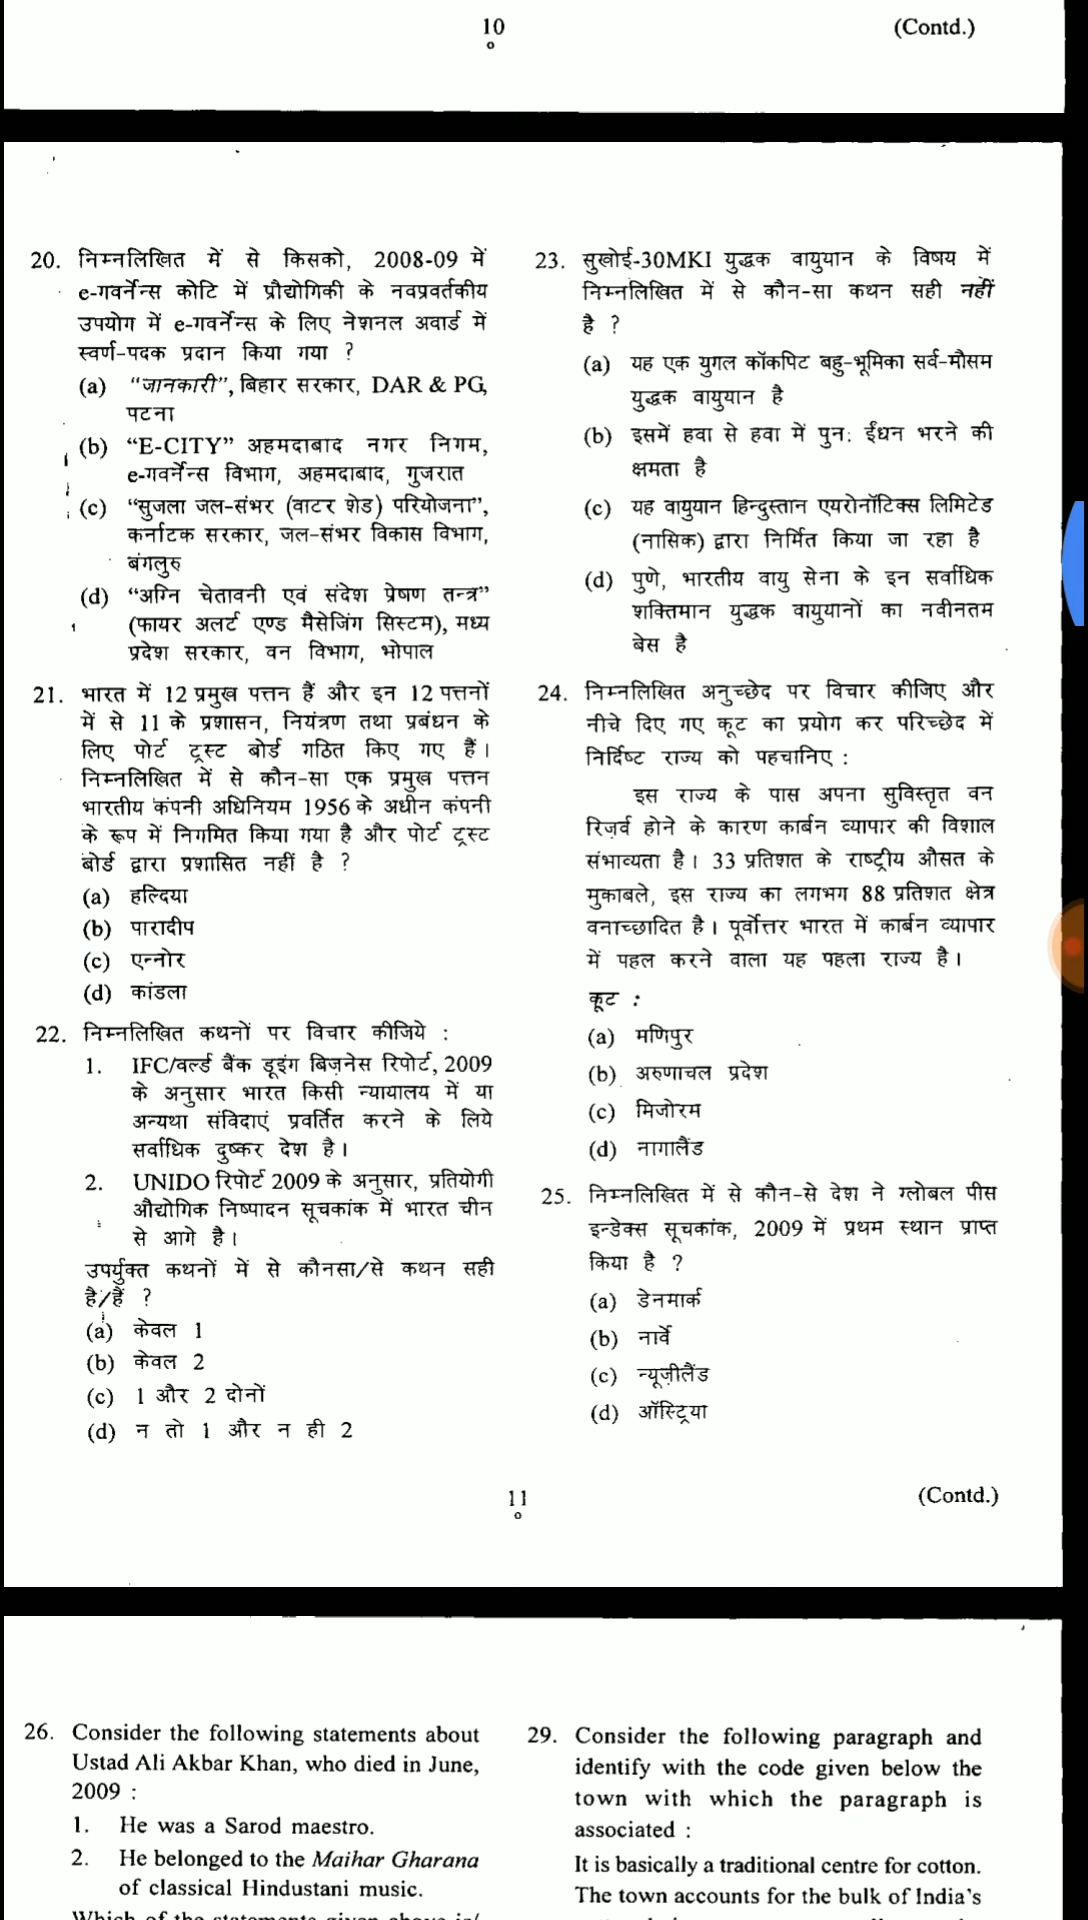 10
(Contd.)
20. निम्नलिखित में से किसको, 2008-09 में
e-गवर्नेन्स कोटि में प्रौद्योगिकी के नवप्रवर्तकीय
उपयोग में e-गवर्नेन्स के लिए नेशनल अवार्ड में
स्वर्ण-पदक प्रदान किया गया ?
(a) “जानकारी”, बिहार सरकार, DAR & PG,
पटना
(b) “E-CITY” अहमदाबाद नगर निगम,
e-गवर्नेन्स विभाग, अहमदाबाद, गुजरात
(c) “सुजला जल-संभर (वाटर शेड) परियोजना”,
कर्नाटक सरकार, जल-संभर विकास विभाग,
बंगलुरु
(d) “अग्नि चेतावनी एवं संदेश प्रेषण तन्त्र”
(फायर अलर्ट एण्ड मैसेजिंग सिस्टम), मध्य
प्रदेश सरकार, वन विभाग, भोपाल
21. भारत में 12 प्रमुख पत्तन हैं और इन 12 पत्तनों
में से 11 के प्रशासन, नियंत्रण तथा प्रबंधन के
लिए पोर्ट ट्रस्ट बोर्ड गठित किए गए हैं।
निम्नलिखित में से कौन-सा एक प्रमुख पत्तन
भारतीय कंपनी अधिनियम 1956 के अधीन कंपनी
के रूप में निगमित किया गया है और पोर्ट ट्रस्ट
बोर्ड द्वारा प्रशासित नहीं है ?
(a) हल्दिया
(b) पारादीप
(c) एन्नोर
(d) कांडला
22. निम्नलिखित कथनों पर विचार कीजिये :
1. IFC/वर्ल्ड बैंक डूइंग बिज़नेस रिपोर्ट, 2009
के अनुसार भारत किसी न्यायालय में या
अन्यथा संविदाएं प्रवर्तित करने के लिये
सर्वाधिक दुष्कर देश है।
2. UNIDO रिपोर्ट 2009 के अनुसार, प्रतियोगी
औद्योगिक निष्पादन सूचकांक में भारत चीन
से आगे है।
उपर्युक्त कथनों में से कौनसा/से कथन सही
है/हैं ?
(a) केवल 1
(b) केवल 2
(c) 1 और 2 दोनों
(d) न तो 1 और न ही 2
23. सुखोई-30MKI युद्धक वायुयान के विषय में
निम्नलिखित में से कौन-सा कथन सही नहीं
है ?
(a) यह एक युगल कॉकपिट बहु-भूमिका सर्व-मौसम
युद्धक वायुयान है
(b) इसमें हवा से हवा में पुनः ईंधन भरने की
क्षमता है
(c) यह वायुयान हिन्दुस्तान एयरोनॉटिक्स लिमिटेड
(नासिक) द्वारा निर्मित किया जा रहा है
(d) पुणे, भारतीय वायु सेना के इन सर्वाधिक
शक्तिमान युद्धक वायुयानों का नवीनतम
बेस है
24. निम्नलिखित अनुच्छेद पर विचार कीजिए और
नीचे दिए गए कूट का प्रयोग कर परिच्छेद में
निर्दिष्ट राज्य को पहचानिए :
इस राज्य के पास अपना सुविस्तृत वन
रिज़र्व होने के कारण कार्बन व्यापार की विशाल
संभाव्यता है। 33 प्रतिशत के राष्ट्रीय औसत के
मुकाबले, इस राज्य का लगभग 88 प्रतिशत क्षेत्र
वनाच्छादित है। पूर्वोत्तर भारत में कार्बन व्यापार
में पहल करने वाला यह पहला राज्य है।
कूट :
(a) मणिपुर
(b) अरुणाचल प्रदेश
(c) मिजोरम
(d) नागालैंड
25. निम्नलिखित में से कौन-से देश ने ग्लोबल पीस
इन्डेक्स सूचकांक, 2009 में प्रथम स्थान प्राप्त
किया है ?
(a) डेनमार्क
(b) नार्वे
(c) न्यूज़ीलैंड
(d) ऑस्ट्रिया
11
(Contd.)
26. Consider the following statements about
Ustad Ali Akbar Khan, who died in June,
2009 :
1. He was a Sarod maestro.
2. He belonged to the Maihar Gharana
of classical Hindustani music.
Which of the statements given above is/
29. Consider the following paragraph and
identify with the code given below the
town with which the paragraph is
associated :
It is basically a traditional centre for cotton.
The town accounts for the bulk of India's